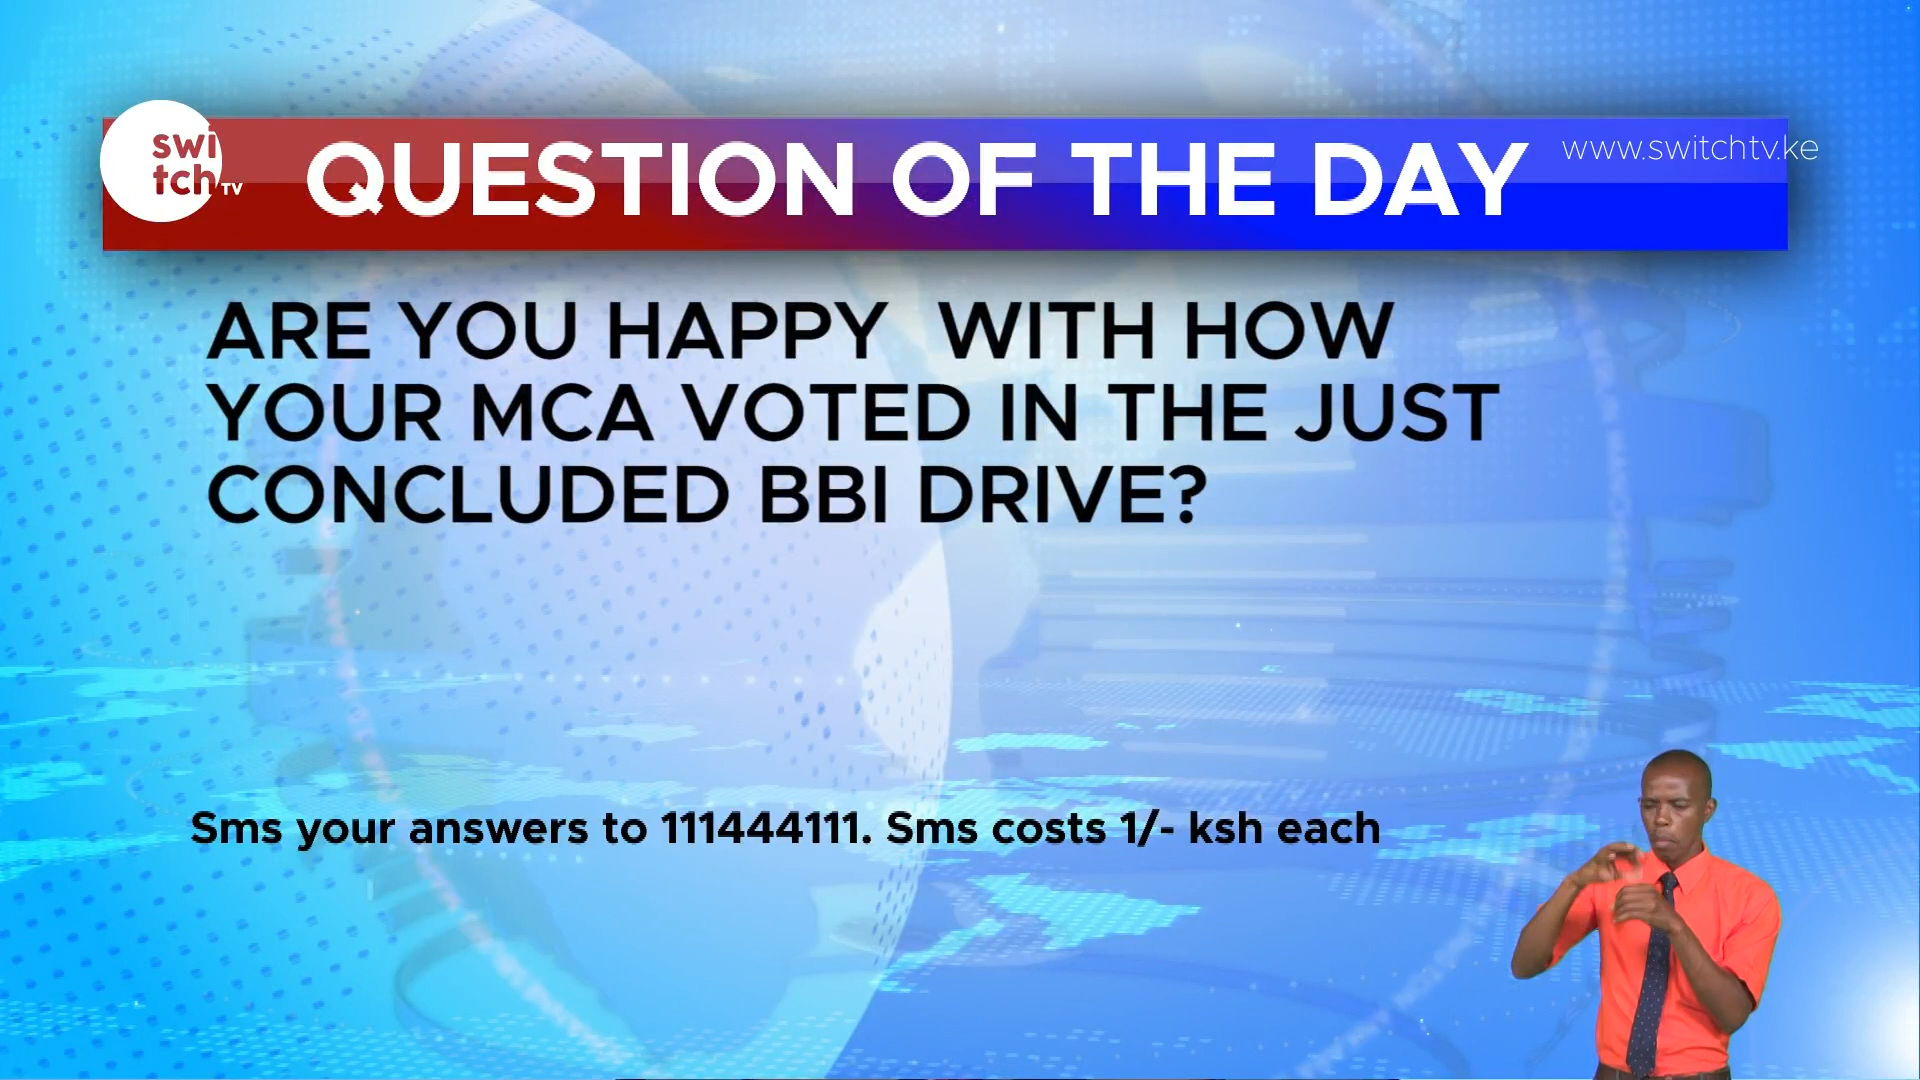 swi
tch TV
QUESTION OF THE DAY
www.switchtv.ke
ARE YOU HAPPY WITH HOW
YOUR MCA VOTED IN THE JUST
CONCLUDED BBI DRIVE?
Sms your answers to 111444111. Sms costs 1/- ksh each